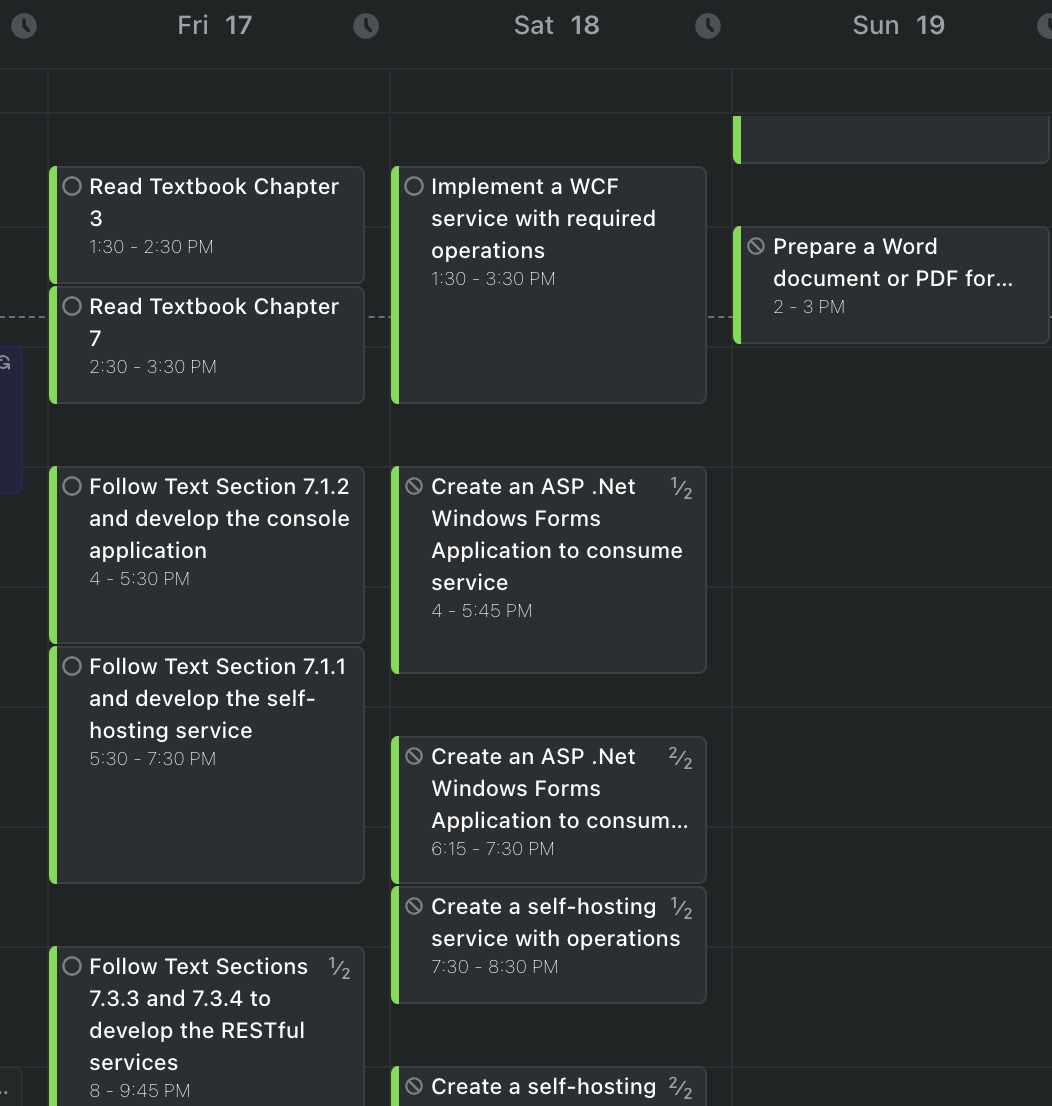 Fri 17
Sat 18
Sun 19
Read Textbook Chapter
3
1:30 - 2:30 PM
Read Textbook Chapter
7
2:30 - 3:30 PM
Follow Text Section 7.1.2
and develop the console
application
4 - 5:30 PM
Follow Text Section 7.1.1
and develop the self-
hosting service
5:30 - 7:30 PM
Follow Text Sections 1/2
7.3.3 and 7.3.4 to
develop the RESTful
services
8 - 9:45 PM
Implement a WCF
service with required
operations
1:30 - 3:30 PM
Create an ASP .Net 1/2
Windows Forms
Application to consume
service
4 - 5:45 PM
Create an ASP .Net 2/2
Windows Forms
Application to consum...
6:15 - 7:30 PM
Create a self-hosting 1/2
service with operations
7:30 - 8:30 PM
Create a self-hosting 2/2
Prepare a Word
document or PDF for...
2 - 3 PM